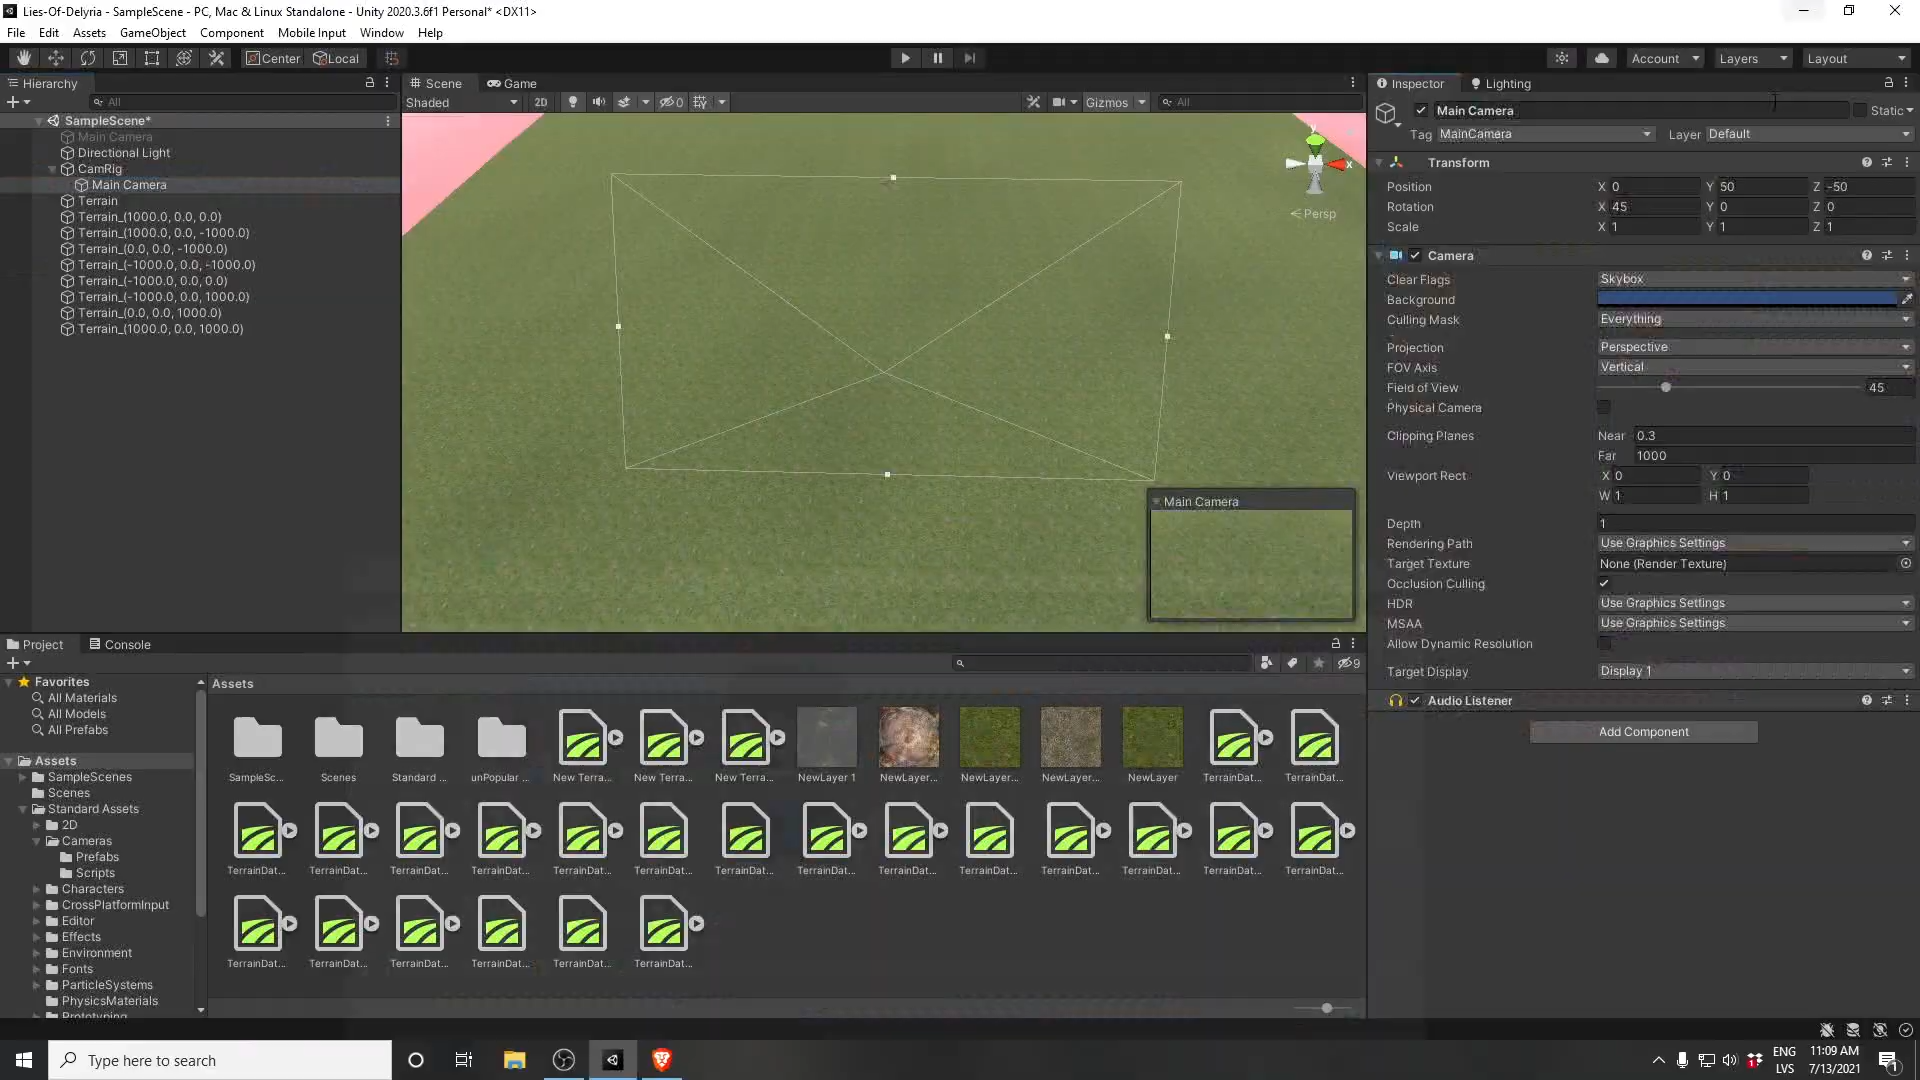 Lies-Of-Delyria - SampleScene - PC, Mac & Linux Standalone - Unity 2020.3.6f1 Personal* <DX11>
File Edit Assets GameObject Component Mobile Input Window Help
Center Local Account Layers Layout
Hierarchy
All
SampleScene*
Main Camera
Directional Light
CamRig
Main Camera
Terrain
Terrain_(1000.0, 0.0, 0.0)
Terrain_(1000.0, 0.0, -1000.0)
Terrain_(0.0, 0.0, -1000.0)
Terrain_(-1000.0, 0.0, -1000.0)
Terrain_(-1000.0, 0.0, 0.0)
Terrain_(-1000.0, 0.0, 1000.0)
Terrain_(0.0, 0.0, 1000.0)
Terrain_(1000.0, 0.0, 1000.0)
Scene Game
Shaded 2D 0 Gizmos All
y
x
Persp
Main Camera
Inspector Lighting
Main Camera Static
Tag MainCamera Layer Default
Transform
Position X 0 Y 50 Z -50
Rotation X 45 Y 0 Z 0
Scale X 1 Y 1 Z 1
Camera
Clear Flags Skybox
Background
Culling Mask Everything
Projection Perspective
FOV Axis Vertical
Field of View 45
Physical Camera
Clipping Planes Near 0.3
Far 1000
Viewport Rect X 0 Y 0
W 1 H 1
Depth 1
Rendering Path Use Graphics Settings
Target Texture None (Render Texture)
Occlusion Culling
HDR Use Graphics Settings
MSAA Use Graphics Settings
Allow Dynamic Resolution
Target Display Display 1
Audio Listener
Add Component
Project Console
9
Favorites
All Materials
All Models
All Prefabs
Assets
SampleScenes
Scenes
Standard Assets
2D
Cameras
Prefabs
Scripts
Characters
CrossPlatformInput
Editor
Effects
Environment
Fonts
ParticleSystems
PhysicsMaterials
Prototyping
Assets
SampleSc... Scenes Standard ... unPopular ... New Terra... New Terra... New Terra... NewLayer 1 NewLayer... NewLayer... NewLayer... NewLayer TerrainDat... TerrainDat...
TerrainDat... TerrainDat... TerrainDat... TerrainDat... TerrainDat... TerrainDat... TerrainDat... TerrainDat... TerrainDat... TerrainDat... TerrainDat... TerrainDat... TerrainDat... TerrainDat...
TerrainDat... TerrainDat... TerrainDat... TerrainDat... TerrainDat... TerrainDat...
Type here to search
ENG
LVS
11:09 AM
7/13/2021
1